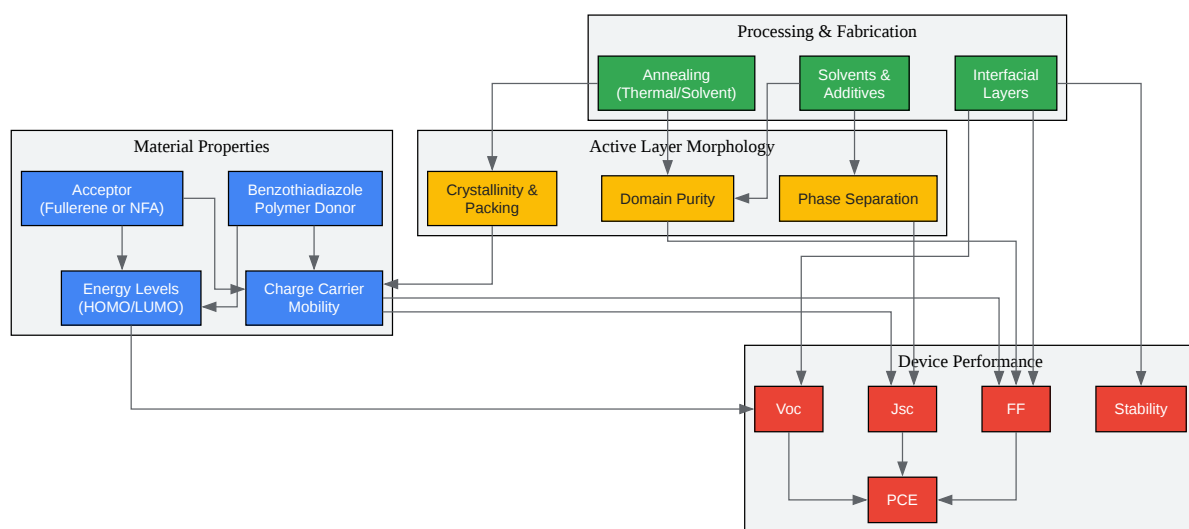 Processing & Fabrication
Annealing
(Thermal/Solvent)
Solvents &
Additives
Interfacial
Layers
Material Properties
Acceptor
(Fullerene or NFA)
Benzothiadiazole
Polymer Donor
Energy Levels
(HOMO/LUMO)
Charge Carrier
Mobility
Active Layer Morphology
Crystallinity &
Packing
Domain Purity
Phase Separation
Device Performance
Voc
Jsc
FF
Stability
PCE